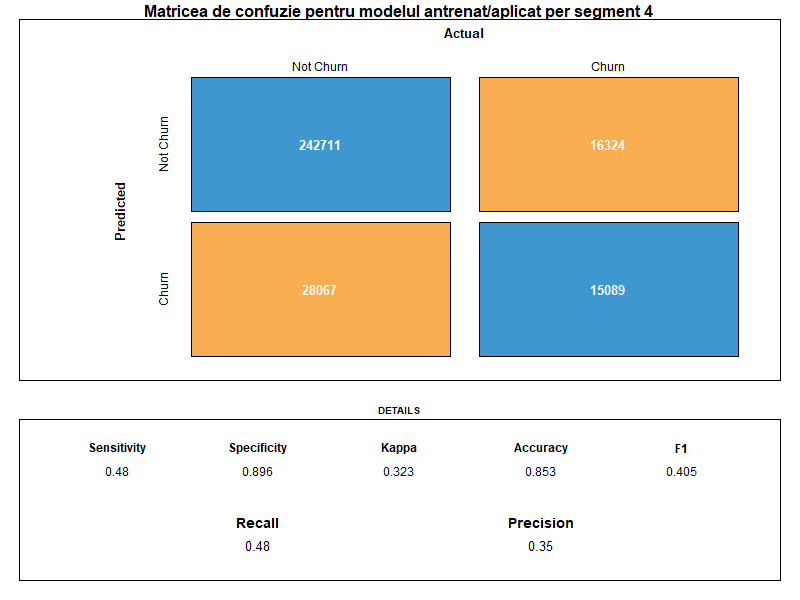 Matricea de confuzie pentru modelul antrenat/aplicat per segment 4
Actual
Not Churn Churn
Predicted
Not Churn
242711 16324
Churn
28067 15089
DETAILS
Sensitivity Specificity Kappa Accuracy F1
0.48 0.896 0.323 0.853 0.405
Recall Precision
0.48 0.35